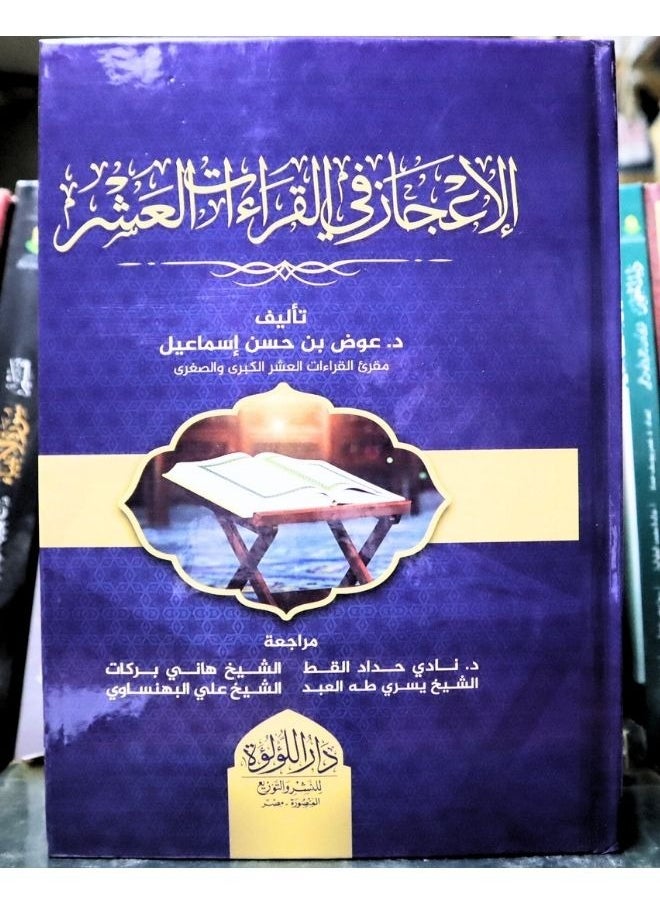 الإعجاز في القراءات العشر
تأليف
د. عوض بن حسن إسماعيل
مقرئ القراءات العشر الكبرى والصغرى
مراجعة
د. نادي حداد القط الشيخ هاني بركات
الشيخ يسري طه العبد الشيخ علي البهنساوي
دار اللؤلؤة
للنشر والتوزيع
المنصورة - مصر